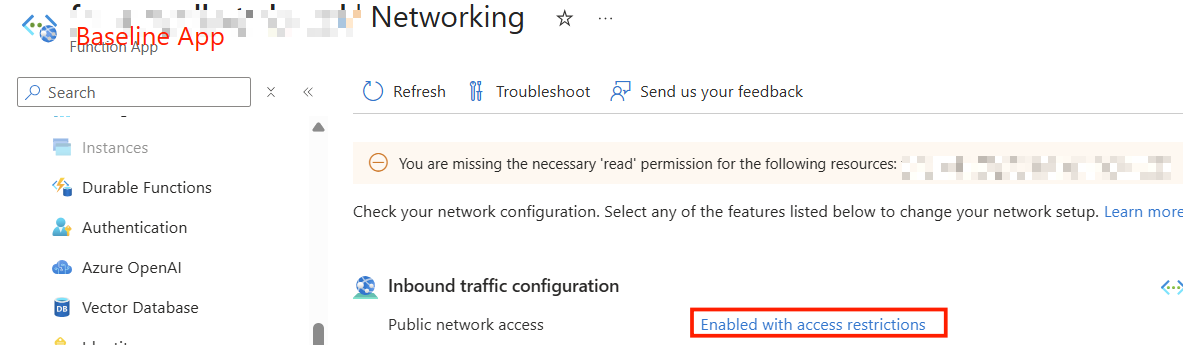 Networking
Baseline App
Function App
Search
Refresh
Troubleshoot
Send us your feedback
Instances
Durable Functions
Authentication
Azure OpenAI
Vector Database
You are missing the necessary 'read' permission for the following resources:
Check your network configuration. Select any of the features listed below to change your network setup. Learn more
Inbound traffic configuration
Public network access
Enabled with access restrictions